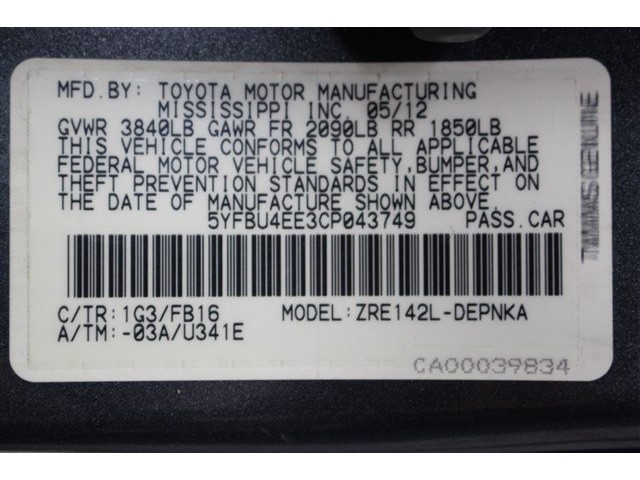 MFD.BY: TOYOTA MOTOR MANUFACTURING
MISSISSIPPI INC. 05/12
GVWR 3840LB GAWR FR 2090LB RR 1850LB
THIS VEHICLE CONFORMS TO ALL APPLICABLE
FEDERAL MOTOR VEHICLE SAFETY,BUMPER,AND
THEFT PREVENTION STANDARDS IN EFFECT ON
THE DATE OF MANUFACTURE SHOWN ABOVE.
5YFBU4EE3CP043749 PASS.CAR
C/TR:1G3/FB16 MODEL:ZRE142L-DEPNKA
A/TM:-03A/U341E
CA00039834
GENUINE